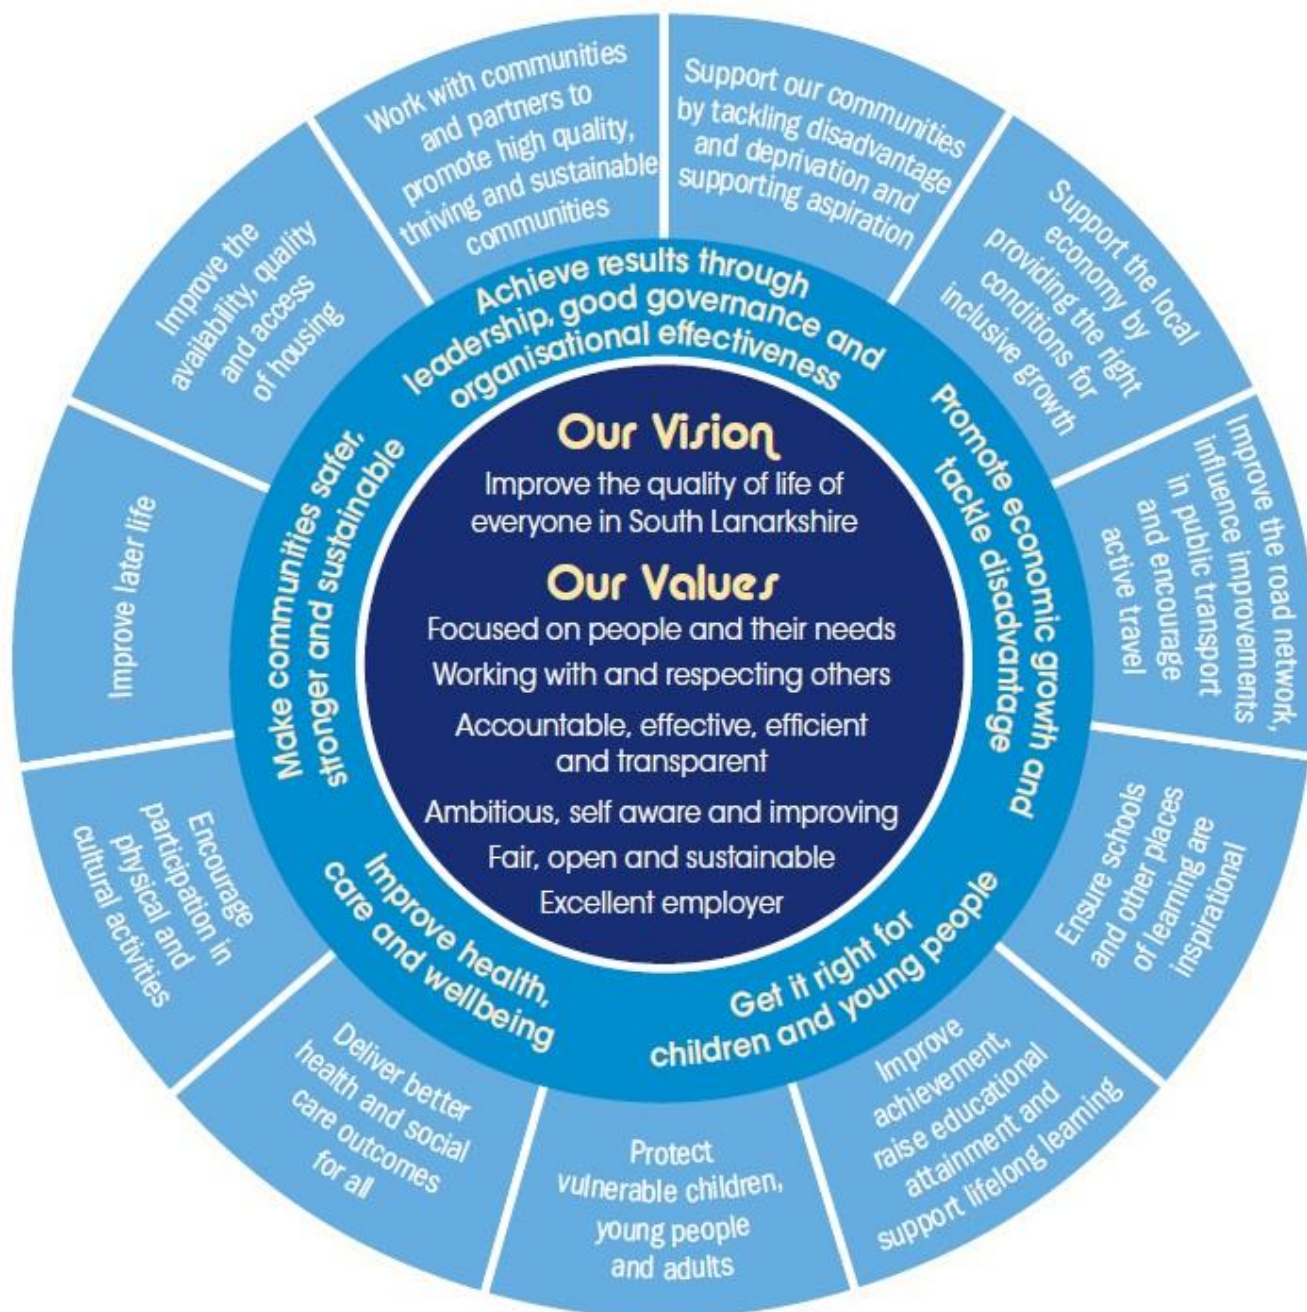 Our Vision
Improve the quality of life of
everyone in South Lanarkshire
Our Values
Focused on people and their needs
Working with and respecting others
Accountable, effective, efficient
and transparent
Ambitious, self aware and improving
Fair, open and sustainable
Excellent employer
Achieve results through
leadership, good governance and
organisational effectiveness
Promote economic growth and
tackle disadvantage
Get it right for
children and young people
Improve health,
care and wellbeing
Make communities safer,
stronger and sustainable
Support our communities
by tackling disadvantage
and deprivation and
supporting aspiration
Support the local
economy by
providing the right
conditions for
inclusive growth
Improve the road network,
influence improvements
in public transport
and encourage
active travel
Ensure schools
and other places
of learning are
inspirational
Improve
achievement,
raise educational
attainment and
support lifelong learning
Protect
vulnerable children,
young people
and adults
Deliver better
health and social
care outcomes
for all
Encourage
participation in
physical and
cultural activities
Improve later life
Improve the
availability, quality
and access
of housing
Work with communities
and partners to
promote high quality,
thriving and sustainable
communities